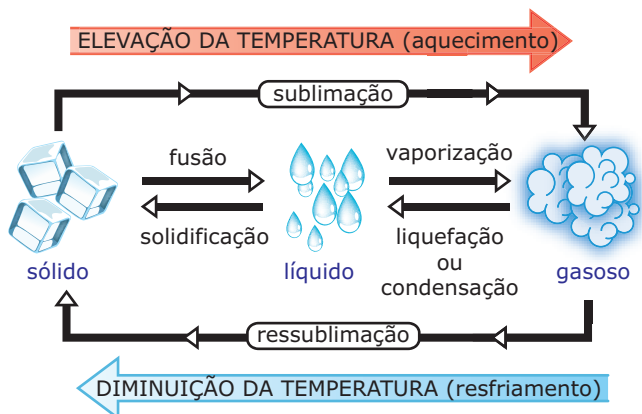 ELEVAÇÃO DA TEMPERATURA (aquecimento)
sublimação
fusão
vaporização
solidificação
liquefação
ou
condensação
sólido
líquido
gasoso
ressublimação
DIMINUIÇÃO DA TEMPERATURA (resfriamento)